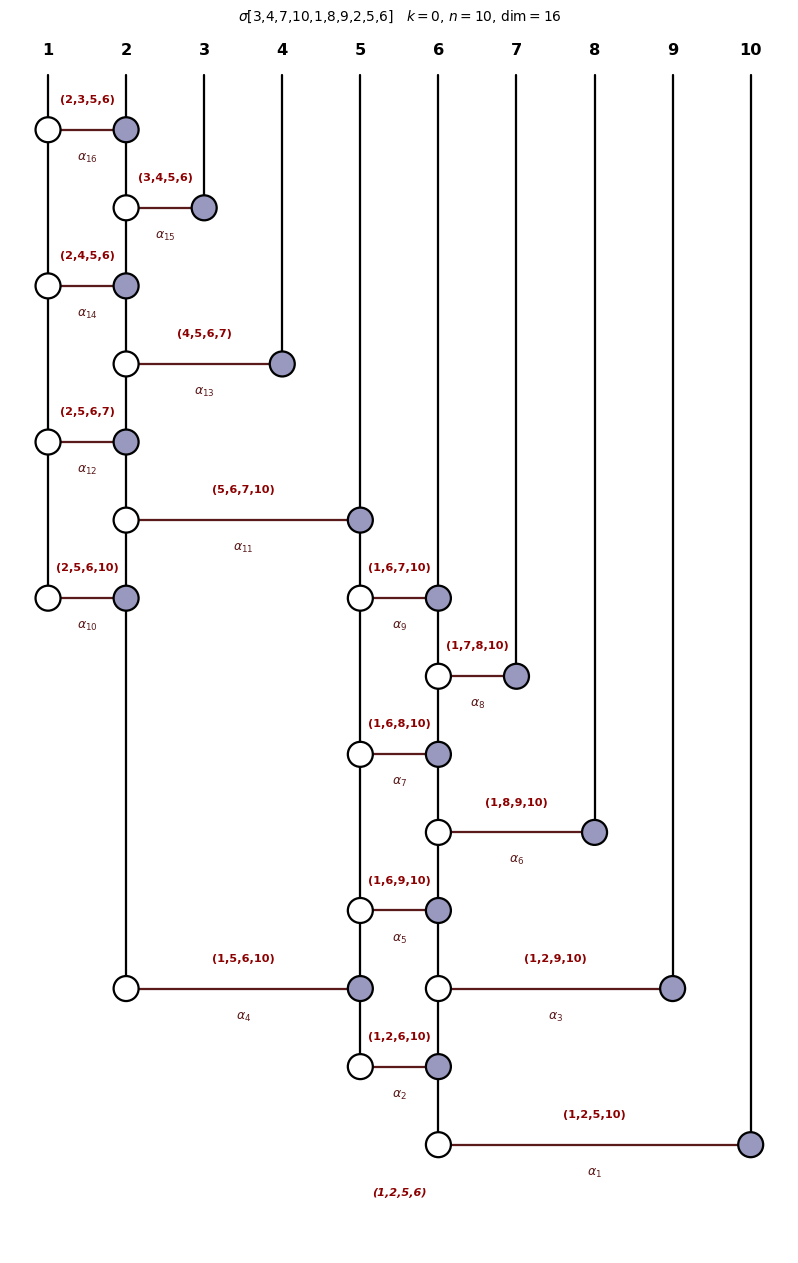 σ[3,4,7,10,1,8,9,2,5,6] k=0, n=10, dim=16
1 2 3 4 5 6 7 8 9 10
(2,3,5,6)
α₁₆
(3,4,5,6)
α₁₅
(2,4,5,6)
α₁₄
(4,5,6,7)
α₁₃
(2,5,6,7)
α₁₂
(5,6,7,10)
α₁₁
(2,5,6,10) (1,6,7,10)
α₁₀ α₉
(1,7,8,10)
α₈
(1,6,8,10)
α₇
(1,8,9,10)
α₆
(1,6,9,10)
α₅
(1,5,6,10) (1,2,9,10)
α₄ α₃
(1,2,6,10)
α₂
(1,2,5,10)
α₁
(1,2,5,6)